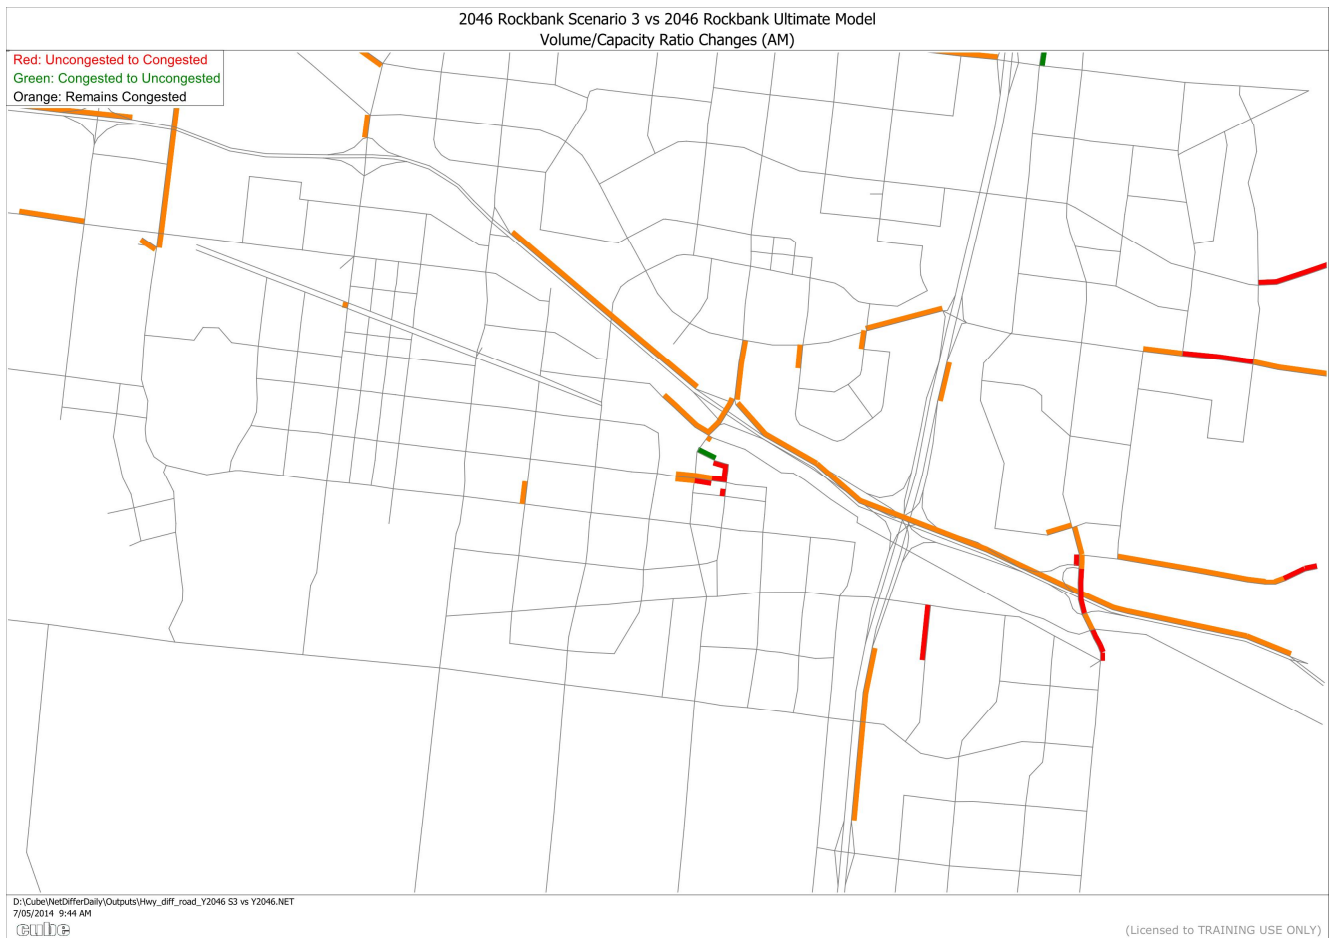 2046 Rockbank Scenario 3 vs 2046 Rockbank Ultimate Model
Volume/Capacity Ratio Changes (AM)
Red: Uncongested to Congested
Green: Congested to Uncongested
Orange: Remains Congested
D:\Cube\NetDifferDaily\Outputs\Hwy_diff_road_Y2046 S3 vs Y2046.NET
7/05/2014 9:44 AM
cube
(Licensed to TRAINING USE ONLY)